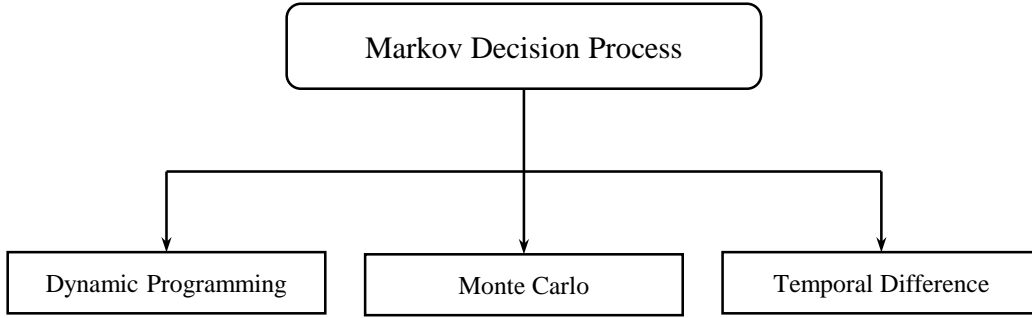 Markov Decision Process
Dynamic Programming
Monte Carlo
Temporal Difference